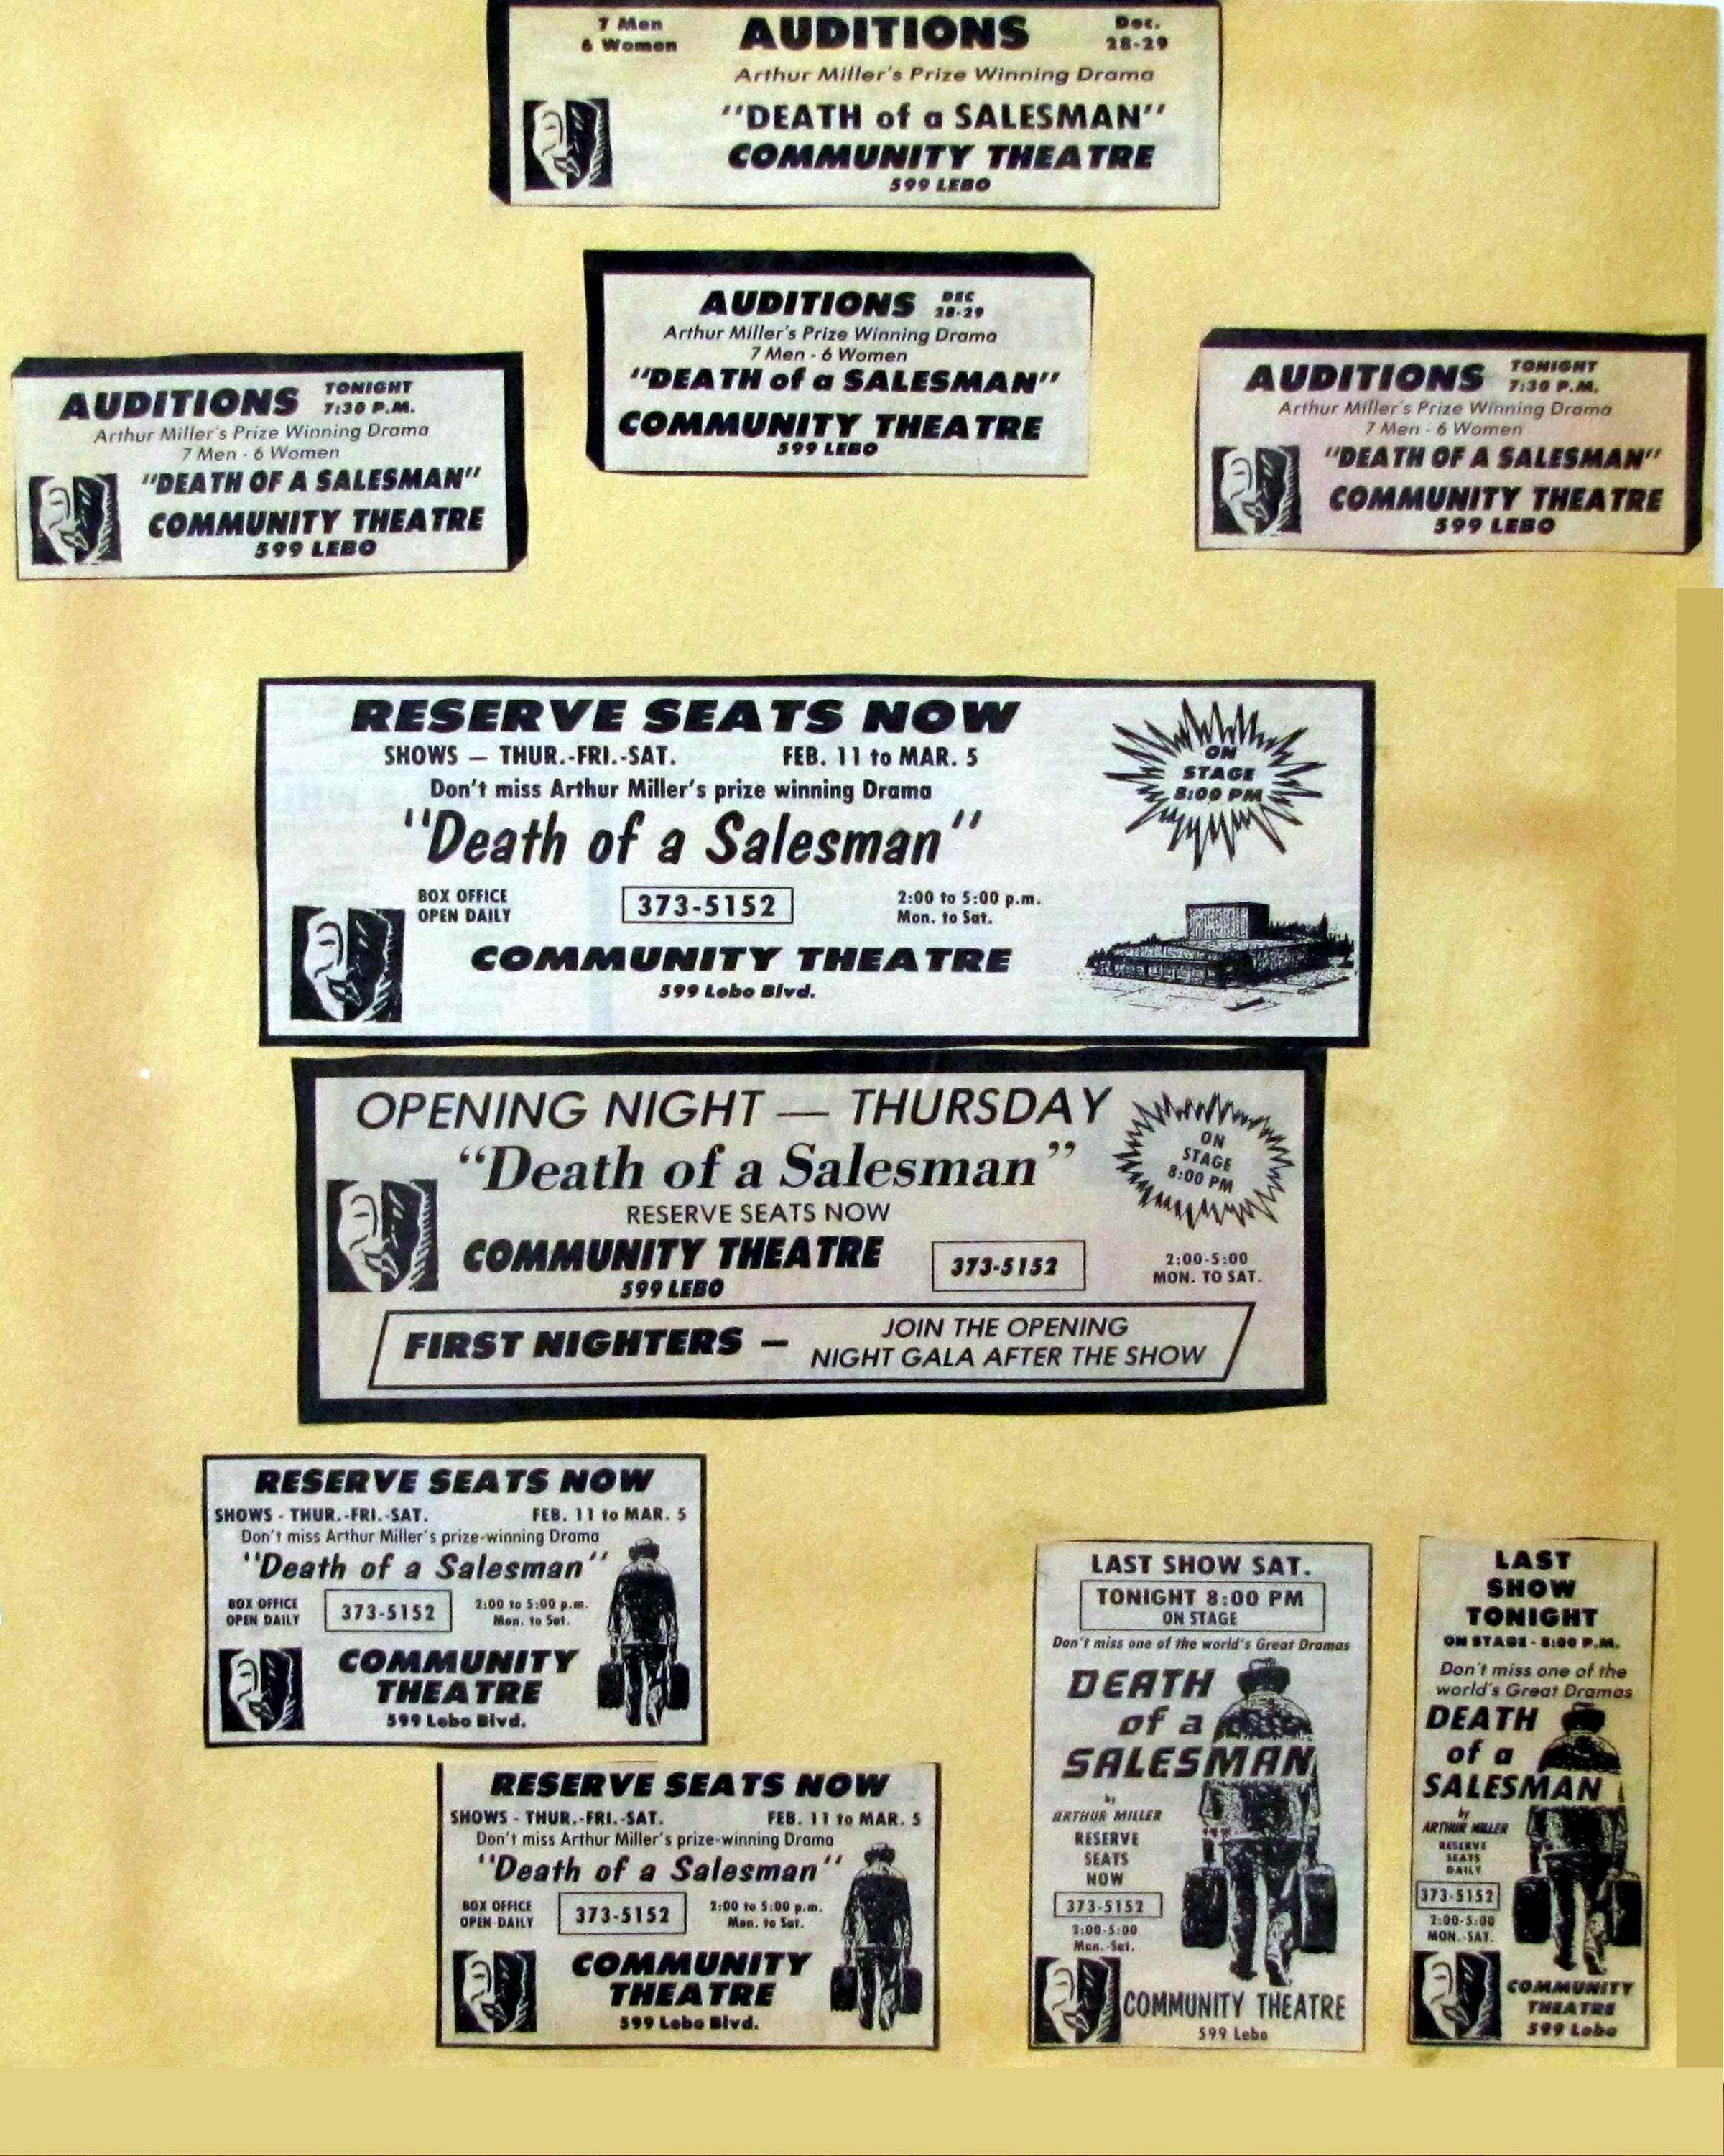 7 Men
6 Women
AUDITIONS
Dec.
28-29
Arthur Miller's Prize Winning Drama
"DEATH of a SALESMAN"
COMMUNITY THEATRE
599 LEBO
AUDITIONS DEC
28-29
Arthur Miller's Prize Winning Drama
7 Men - 6 Women
"DEATH of a SALESMAN"
COMMUNITY THEATRE
599 LEBO
AUDITIONS TONIGHT
7:30 P.M.
Arthur Miller's Prize Winning Drama
7 Men - 6 Women
"DEATH OF A SALESMAN"
COMMUNITY THEATRE
599 LEBO
AUDITIONS TONIGHT
7:30 P.M.
Arthur Miller's Prize Winning Drama
7 Men - 6 Women
"DEATH OF A SALESMAN"
COMMUNITY THEATRE
599 LEBO
RESERVE SEATS NOW
SHOWS — THUR.-FRI.-SAT. FEB. 11 to MAR. 5
Don't miss Arthur Miller's prize winning Drama
"Death of a Salesman"
ON
STAGE
8:00 PM
BOX OFFICE
OPEN DAILY
373-5152
2:00 to 5:00 p.m.
Mon. to Sat.
COMMUNITY THEATRE
599 Lebo Blvd.
OPENING NIGHT — THURSDAY
"Death of a Salesman"
ON
STAGE
8:00 PM
RESERVE SEATS NOW
COMMUNITY THEATRE
599 LEBO
373-5152
2:00-5:00
MON. TO SAT.
FIRST NIGHTERS —
JOIN THE OPENING
NIGHT GALA AFTER THE SHOW
RESERVE SEATS NOW
SHOWS - THUR.-FRI.-SAT. FEB. 11 to MAR. 5
Don't miss Arthur Miller's prize-winning Drama
"Death of a Salesman"
BOX OFFICE
OPEN DAILY
373-5152
2:00 to 5:00 p.m.
Mon. to Sat.
COMMUNITY
THEATRE
599 Lebo Blvd.
RESERVE SEATS NOW
SHOWS - THUR.-FRI.-SAT. FEB. 11 to MAR. 5
Don't miss Arthur Miller's prize-winning Drama
"Death of a Salesman"
BOX OFFICE
OPEN DAILY
373-5152
2:00 to 5:00 p.m.
Mon. to Sat.
COMMUNITY
THEATRE
599 Lebo Blvd.
LAST SHOW SAT.
TONIGHT 8:00 PM
ON STAGE
Don't miss one of the world's Great Dramas
DEATH
of a
SALESMAN
by
ARTHUR MILLER
RESERVE
SEATS
NOW
373-5152
2:00-5:00
Mon.-Sat.
COMMUNITY THEATRE
599 Lebo
LAST
SHOW
TONIGHT
ON STAGE - 8:00 P.M.
Don't miss one of the
world's Great Dramas
DEATH
of a
SALESMAN
by
ARTHUR MILLER
RESERVE
SEATS
DAILY
373-5152
2:00-5:00
MON.-SAT.
COMMUNITY
THEATRE
599 Lebo